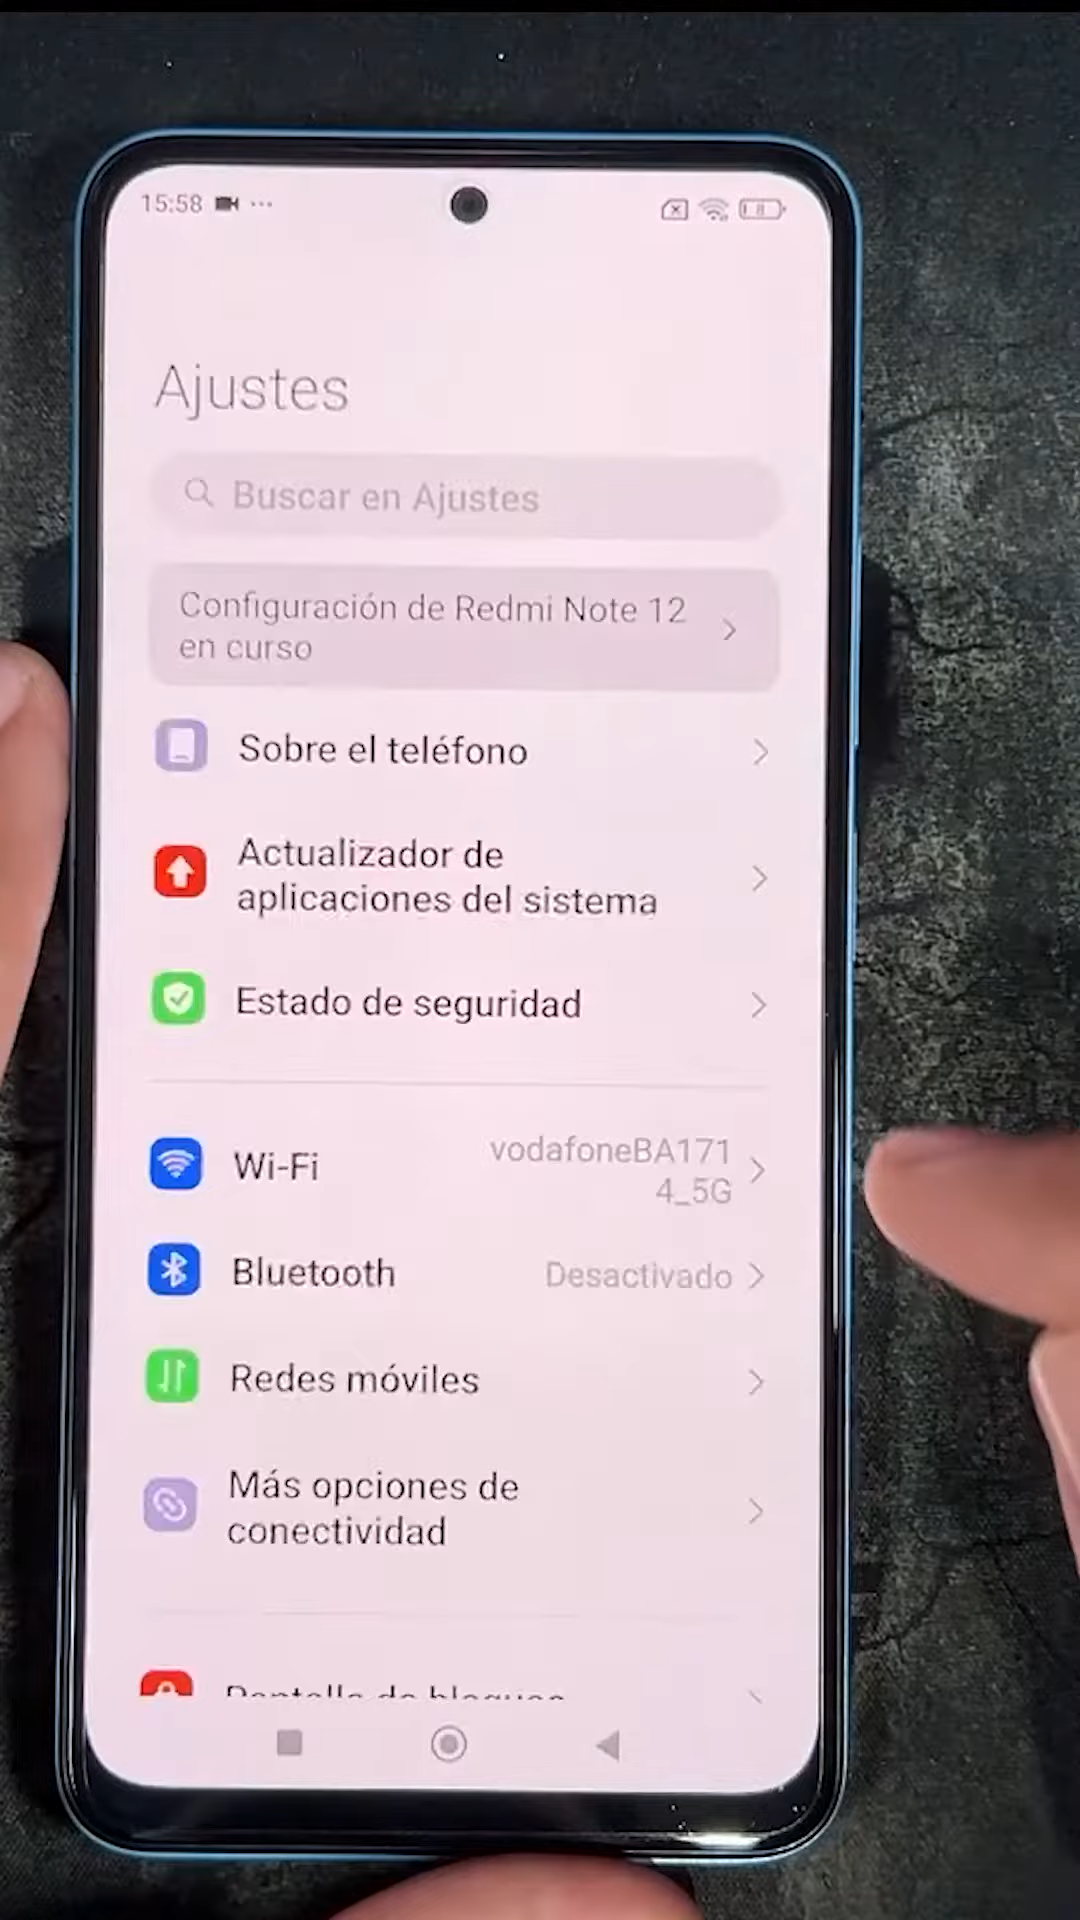 15:58
Ajustes
Buscar en Ajustes
Configuración de Redmi Note 12
en curso
Sobre el teléfono
Actualizador de
aplicaciones del sistema
Estado de seguridad
Wi-Fi
vodafoneBA171
4_5G
Bluetooth
Desactivado
Redes móviles
Más opciones de
conectividad